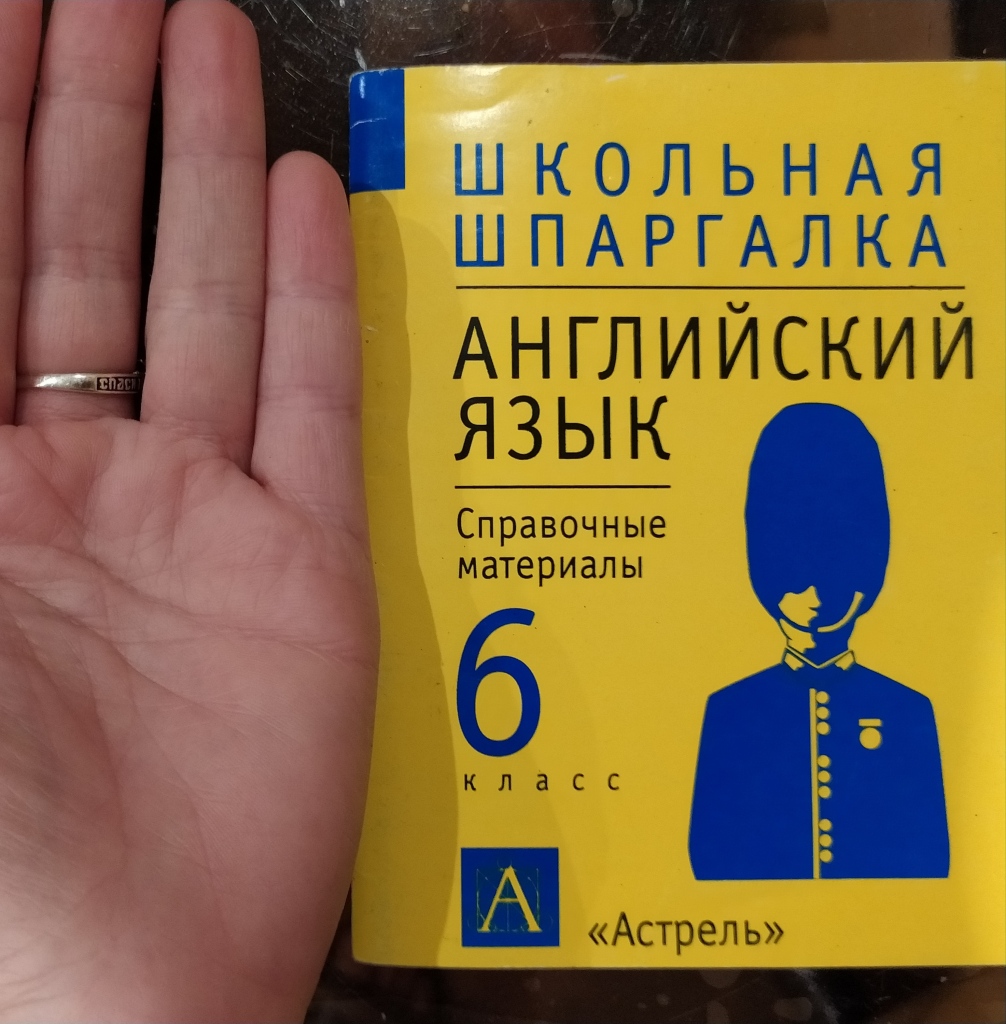 ШКОЛЬНАЯ
ШПАРГАЛКА
АНГЛИЙСКИЙ
ЯЗЫК
Справочные
материалы
6
класс
А
«Астрель»